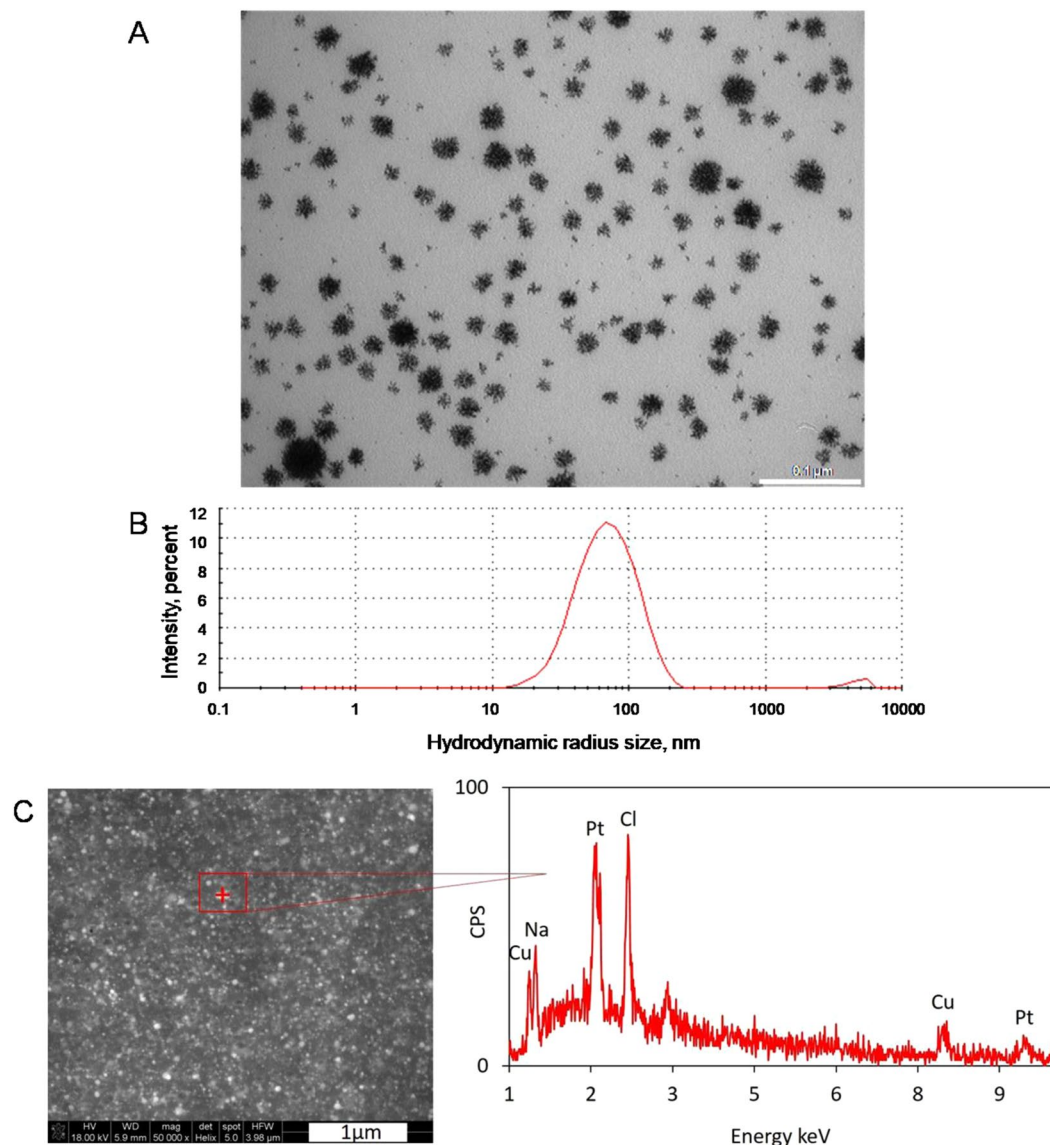 A
0.1 µm
B
Intensity, percent
12
10
8
6
4
2
0
0.1 1 10 100 1000 10000
Hydrodynamic radius size, nm
C
HV WD mag det spot HFW
18.00 kV 5.9 mm 50 000 x Helix 5.0 3.98 µm
1µm
100
CPS
0
Cu
Na
Pt
Cl
Cu
Pt
1 2 3 5 6 8 9
Energy keV